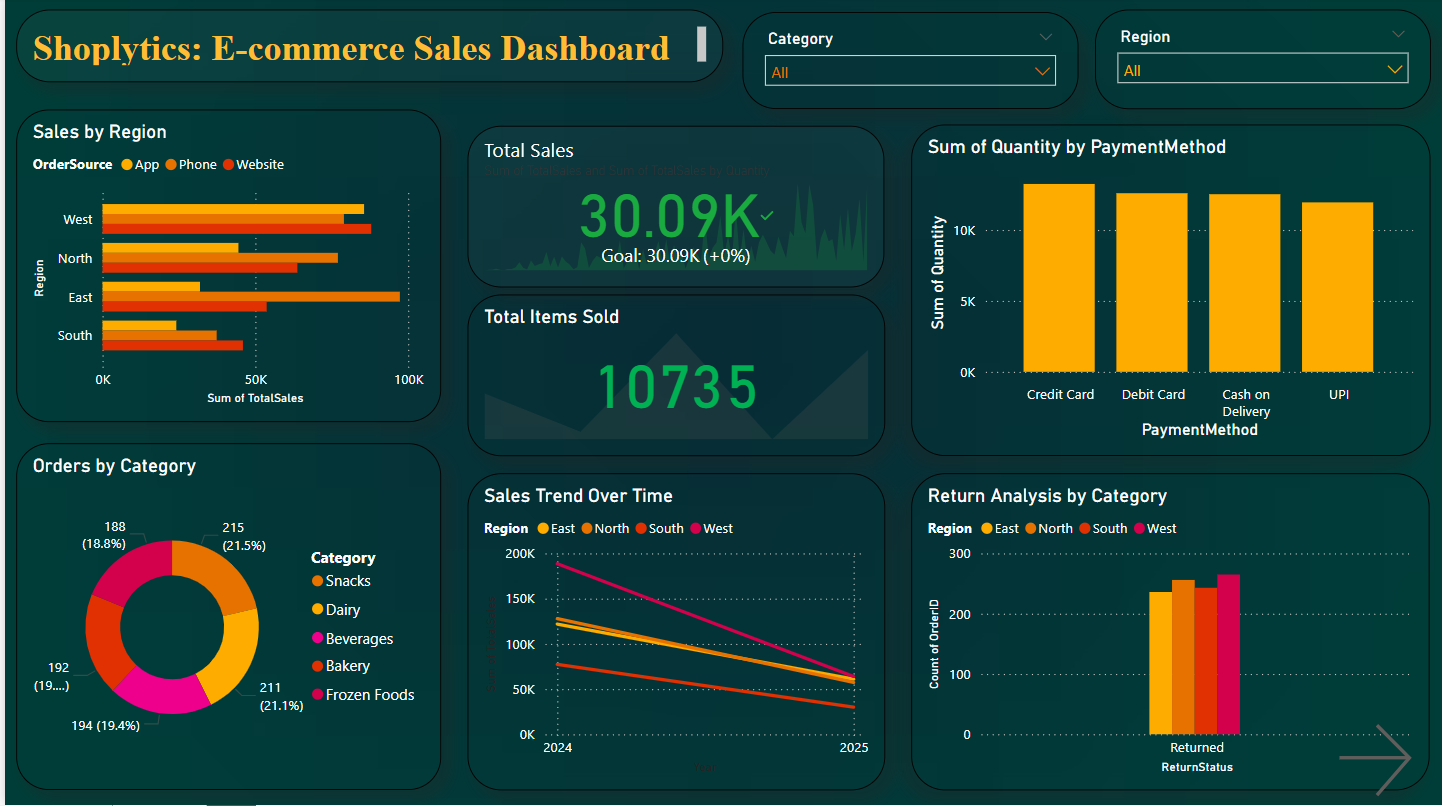 Shoplytics: E-commerce Sales Dashboard
Category
All
Region
All
Sales by Region
OrderSource App Phone Website
Region
West
North
East
South
0K 50K 100K
Sum of TotalSales
Total Sales
30.09K
Goal: 30.09K (+0%)
Total Items Sold
10735
Sum of Quantity by PaymentMethod
Sum of Quantity
10K
5K
0K
Credit Card Debit Card Cash on Delivery UPI
PaymentMethod
Orders by Category
188
(18.8%)
215
(21.5%)
192
(19....)
211
(21.1%)
194 (19.4%)
Category
Snacks
Dairy
Beverages
Bakery
Frozen Foods
Sales Trend Over Time
Region East North South West
200K
150K
100K
50K
0K
2024 2025
Year
Return Analysis by Category
Region East North South West
Count of OrderID
300
200
100
0
Returned
ReturnStatus